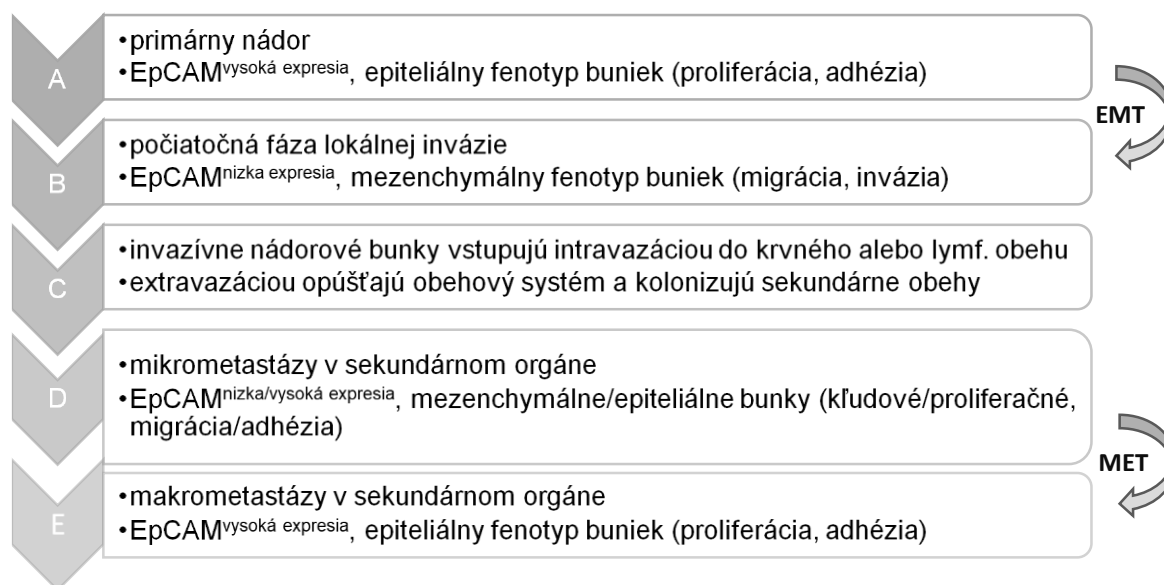 A
•primárny nádor
•EpCAMvysoká expresia, epiteliálny fenotyp buniek (proliferácia, adhézia)
EMT
B
•počiatočná fáza lokálnej invázie
•EpCAMnizka expresia, mezenchymálny fenotyp buniek (migrácia, invázia)
C
•invazívne nádorové bunky vstupujú intravazáciou do krvného alebo lymf. obehu
•extravazáciou opúšťajú obehový systém a kolonizujú sekundárne obehy
D
•mikrometastázy v sekundárnom orgáne
•EpCAMnizka/vysoká expresia, mezenchymálne/epiteliálne bunky (kľudové/proliferačné,
migrácia/adhézia)
MET
E
•makrometastázy v sekundárnom orgáne
•EpCAMvysoká expresia, epiteliálny fenotyp buniek (proliferácia, adhézia)